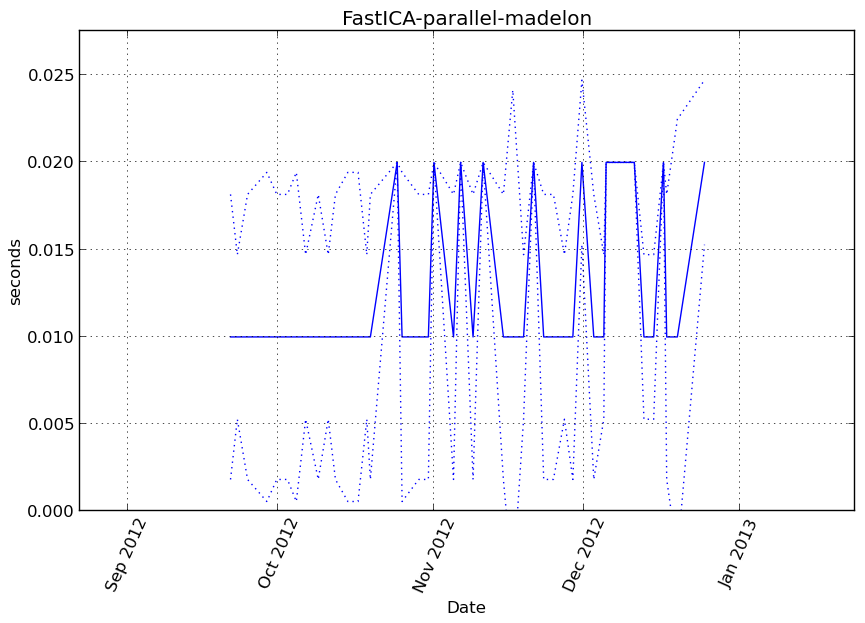 FastICA-parallel-madelon
0.025
0.020
0.015
0.010
0.005
0.000
seconds
Sep 2012
Oct 2012
Nov 2012
Dec 2012
Jan 2013
Date